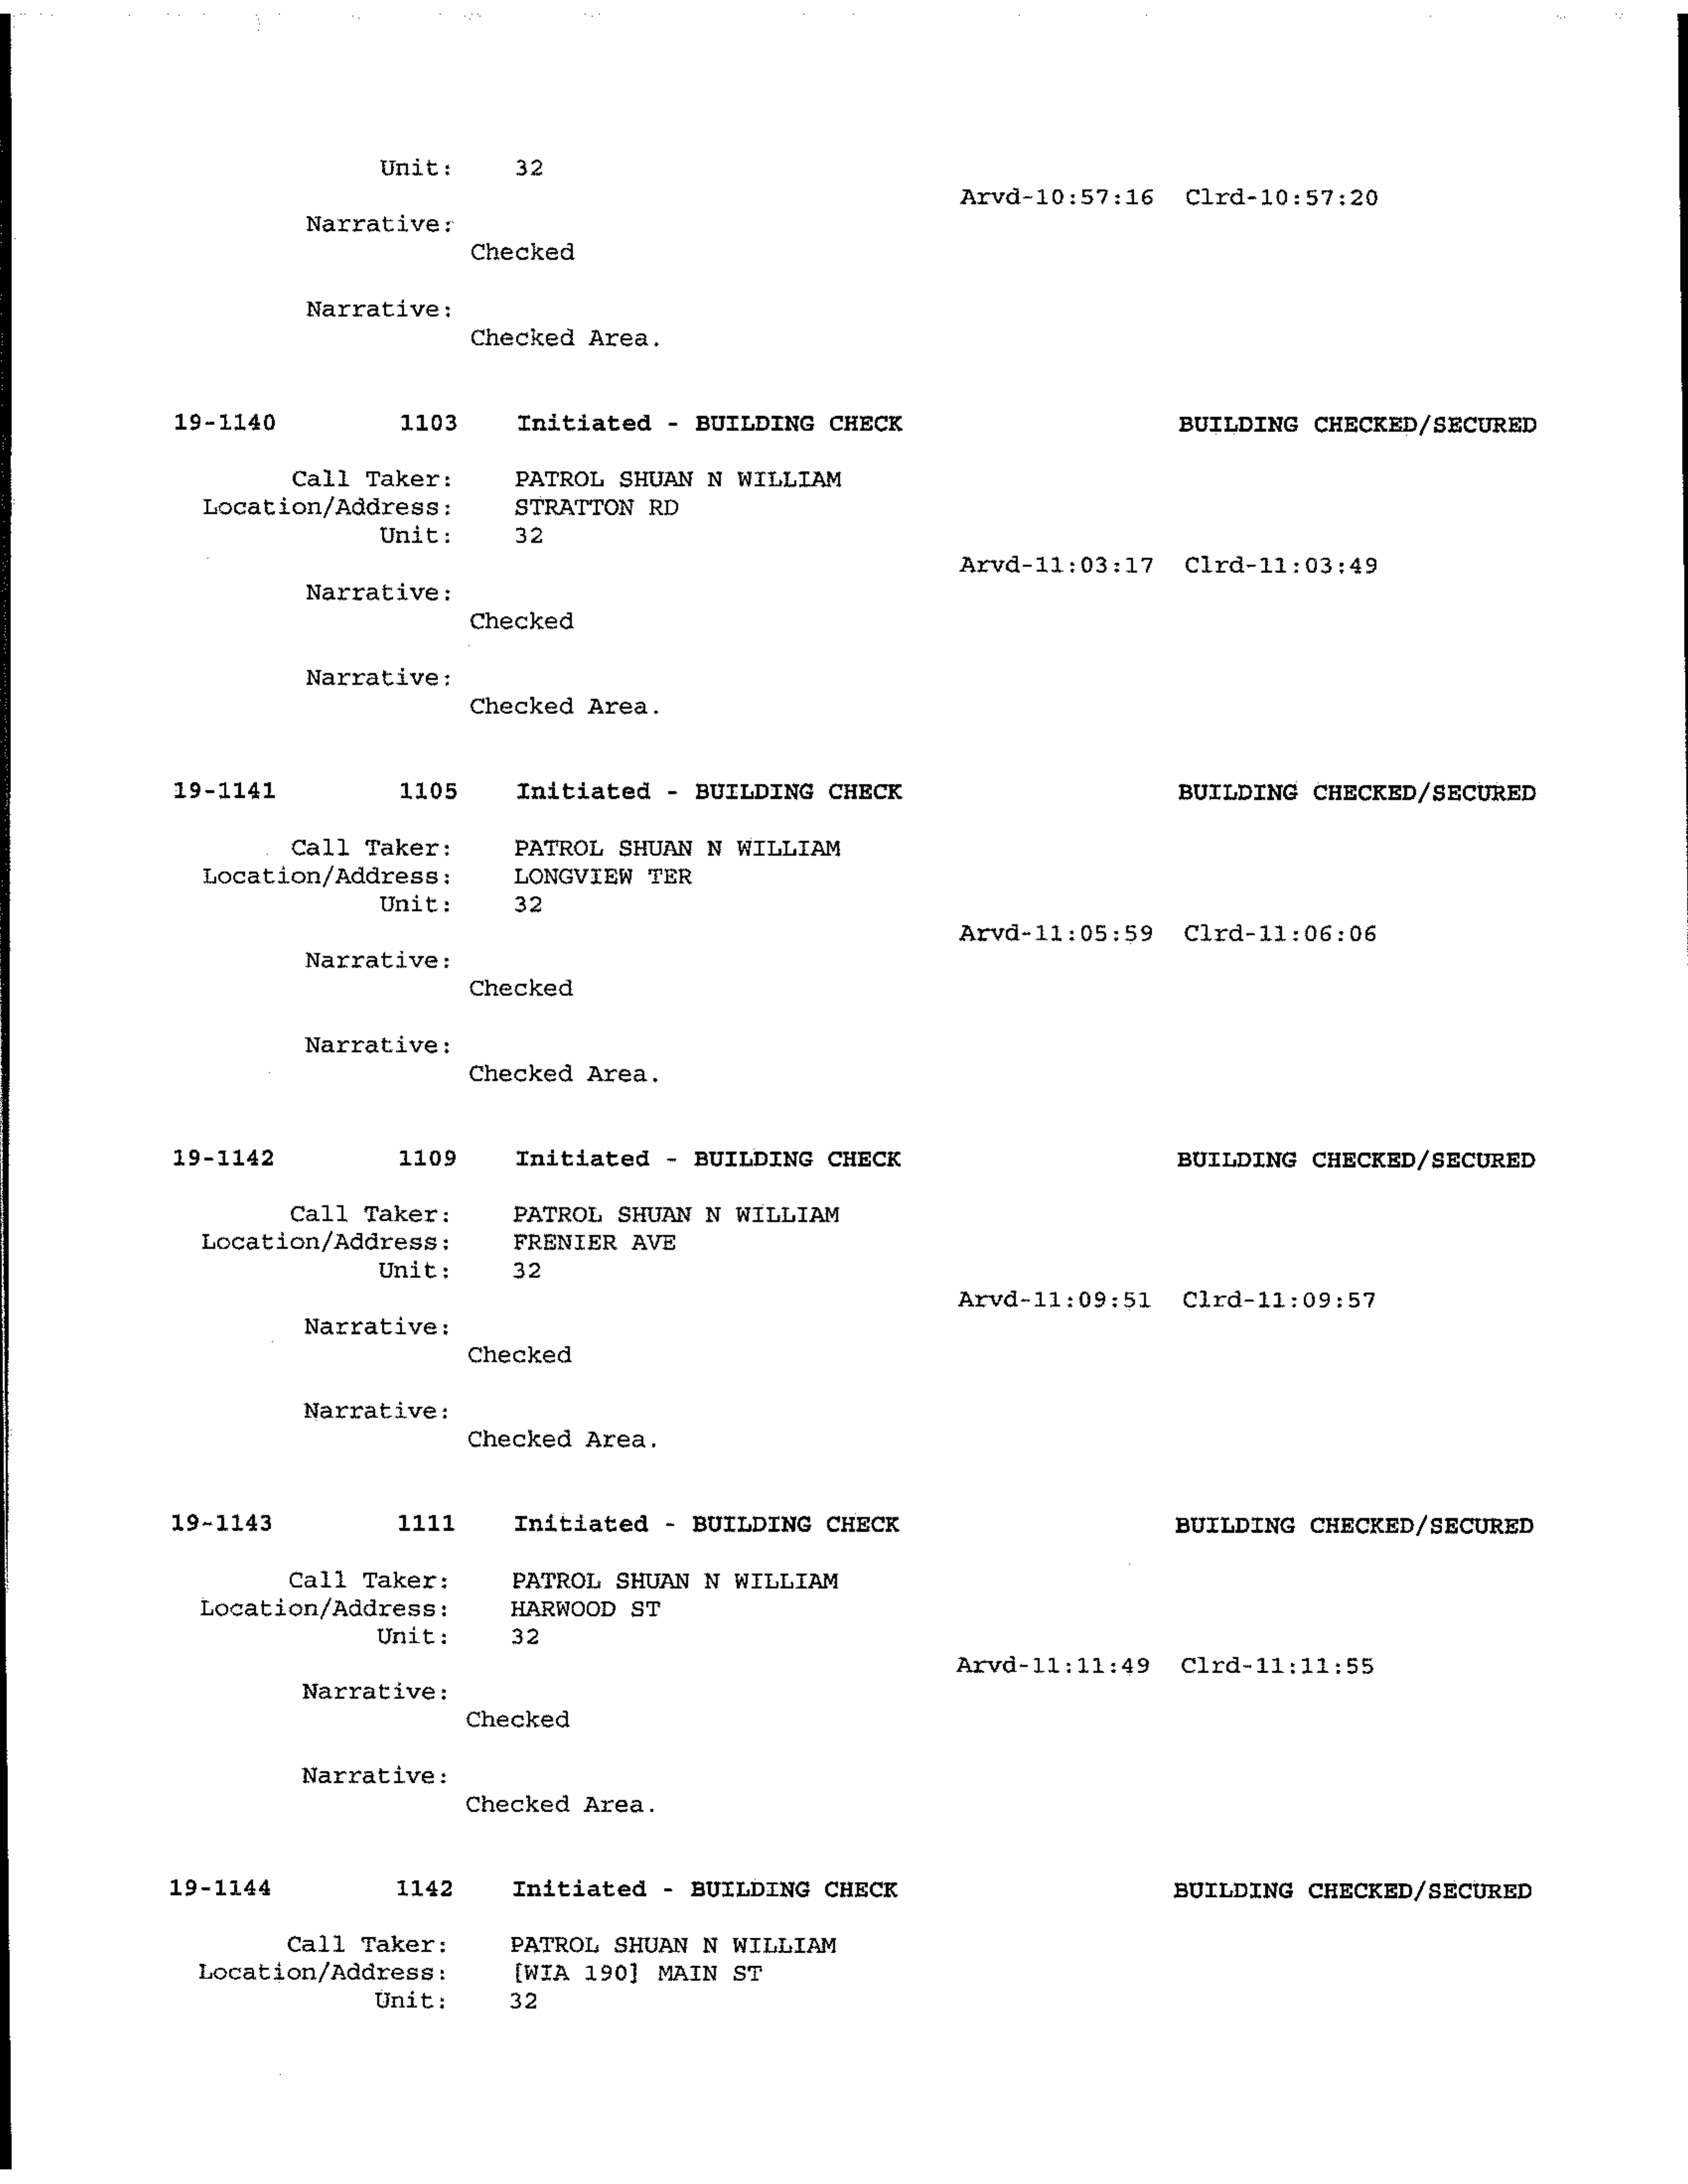 Unit: 32
Arvd-10:57:16 Clrd-10:57:20
Narrative:
Checked
Narrative:
Checked Area.
19-1140 1103 Initiated - BUILDING CHECK BUILDING CHECKED/SECURED
Call Taker: PATROL SHUAN N WILLIAM
Location/Address: STRATTON RD
Unit: 32
Arvd-11:03:17 Clrd-11:03:49
Narrative:
Checked
Narrative:
Checked Area.
19-1141 1105 Initiated - BUILDING CHECK BUILDING CHECKED/SECURED
Call Taker: PATROL SHUAN N WILLIAM
Location/Address: LONGVIEW TER
Unit: 32
Arvd-11:05:59 Clrd-11:06:06
Narrative:
Checked
Narrative:
Checked Area.
19-1142 1109 Initiated - BUILDING CHECK BUILDING CHECKED/SECURED
Call Taker: PATROL SHUAN N WILLIAM
Location/Address: FRENIER AVE
Unit: 32
Arvd-11:09:51 Clrd-11:09:57
Narrative:
Checked
Narrative:
Checked Area.
19-1143 1111 Initiated - BUILDING CHECK BUILDING CHECKED/SECURED
Call Taker: PATROL SHUAN N WILLIAM
Location/Address: HARWOOD ST
Unit: 32
Arvd-11:11:49 Clrd-11:11:55
Narrative:
Checked
Narrative:
Checked Area.
19-1144 1142 Initiated - BUILDING CHECK BUILDING CHECKED/SECURED
Call Taker: PATROL SHUAN N WILLIAM
Location/Address: [WIA 190] MAIN ST
Unit: 32